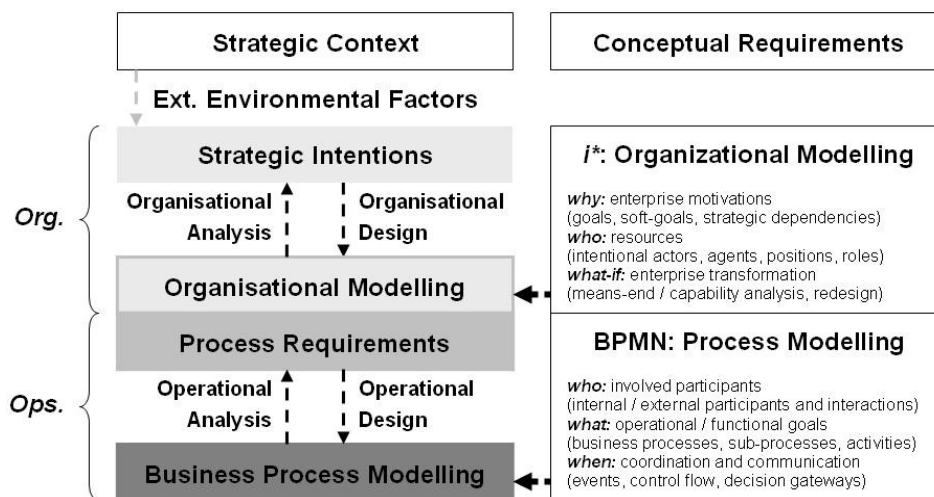 Strategic Context
Conceptual Requirements
Ext. Environmental Factors
Org.
Strategic Intentions
Organisational
Analysis
Organisational
Design
Organisational Modelling
Ops.
Process Requirements
Operational
Analysis
Operational
Design
Business Process Modelling
i*: Organizational Modelling
why: enterprise motivations
(goals, soft-goals, strategic dependencies)
who: resources
(intentional actors, agents, positions, roles)
what-if: enterprise transformation
(means-end / capability analysis, redesign)
BPMN: Process Modelling
who: involved participants
(internal / external participants and interactions)
what: operational / functional goals
(business processes, sub-processes, activities)
when: coordination and communication
(events, control flow, decision gateways)